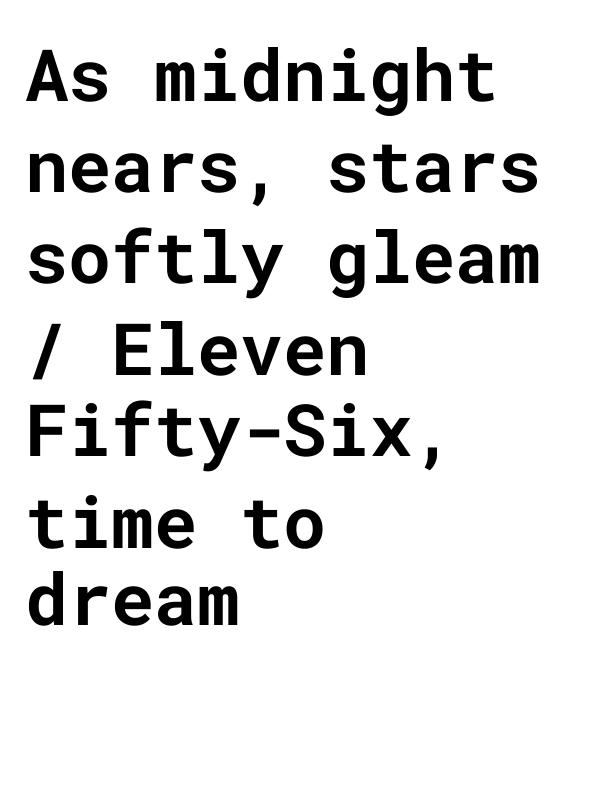 As midnight
nears, stars
softly gleam
/ Eleven
Fifty-Six,
time to
dream